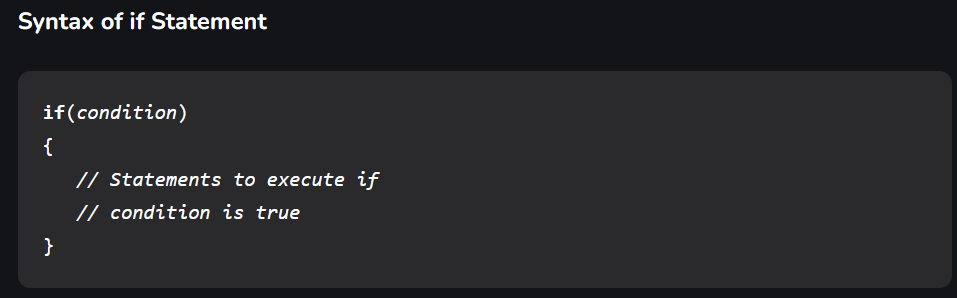 Syntax of if Statement
if(condition)
{
// Statements to execute if
// condition is true
}